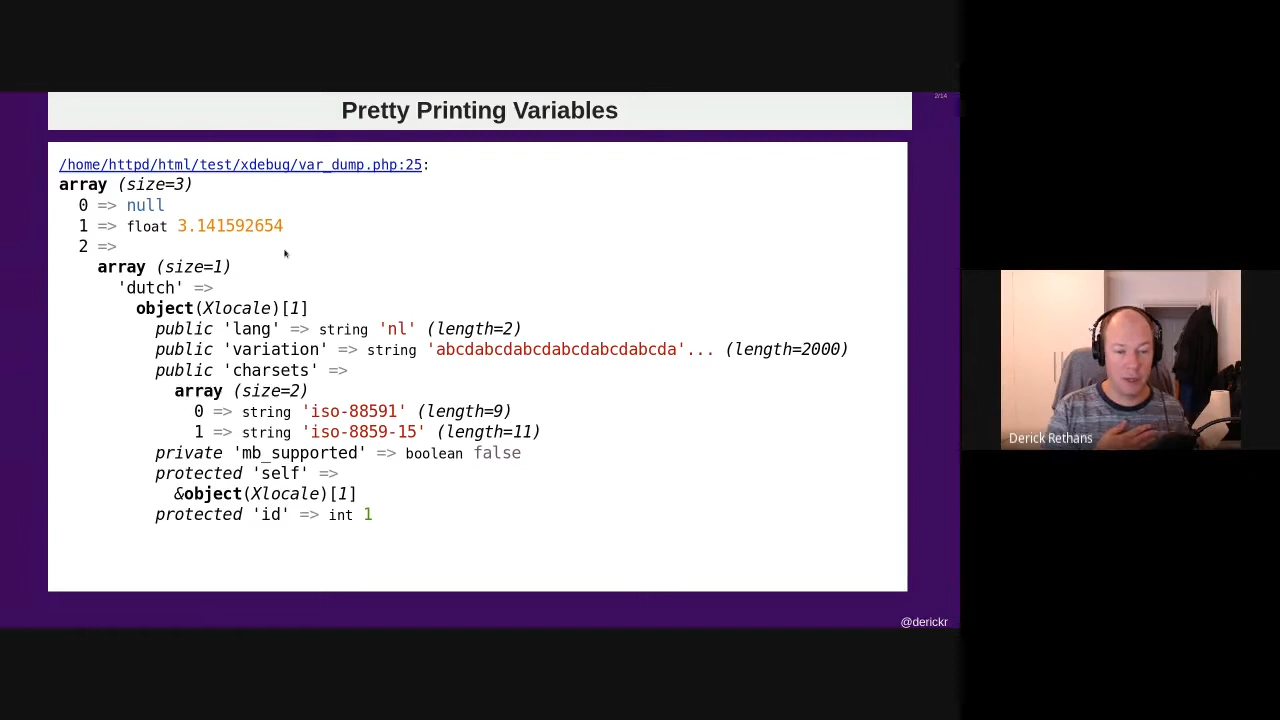 Pretty Printing Variables
2/14
/home/httpd/html/test/xdebug/var_dump.php:25:
array (size=3)
0 => null
1 => float 3.141592654
2 =>
array (size=1)
'dutch' =>
object(Xlocale)[1]
public 'lang' => string 'nl' (length=2)
public 'variation' => string 'abcdabcdabcdabcdabcdabcda'... (length=2000)
public 'charsets' =>
array (size=2)
0 => string 'iso-88591' (length=9)
1 => string 'iso-8859-15' (length=11)
private 'mb_supported' => boolean false
protected 'self' =>
&object(Xlocale)[1]
protected 'id' => int 1
Derick Rethans
@derickr